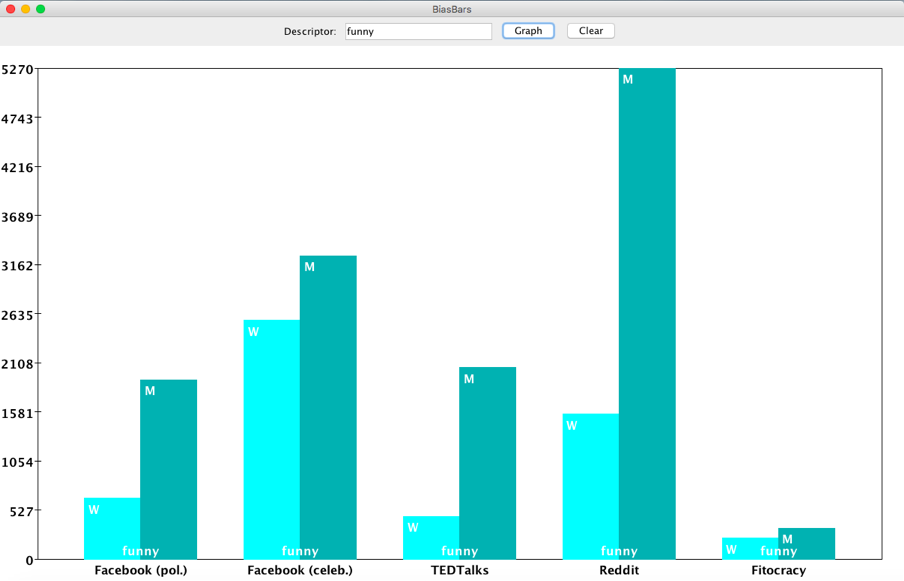 BiasBars
Descriptor: funny Graph Clear
5270
4743
4216
3689
3162
2635
2108
1581
1054
527
0
W M funny
W M funny
W M funny
W M funny
W M funny
Facebook (pol.) Facebook (celeb.) TEDTalks Reddit Fitocracy